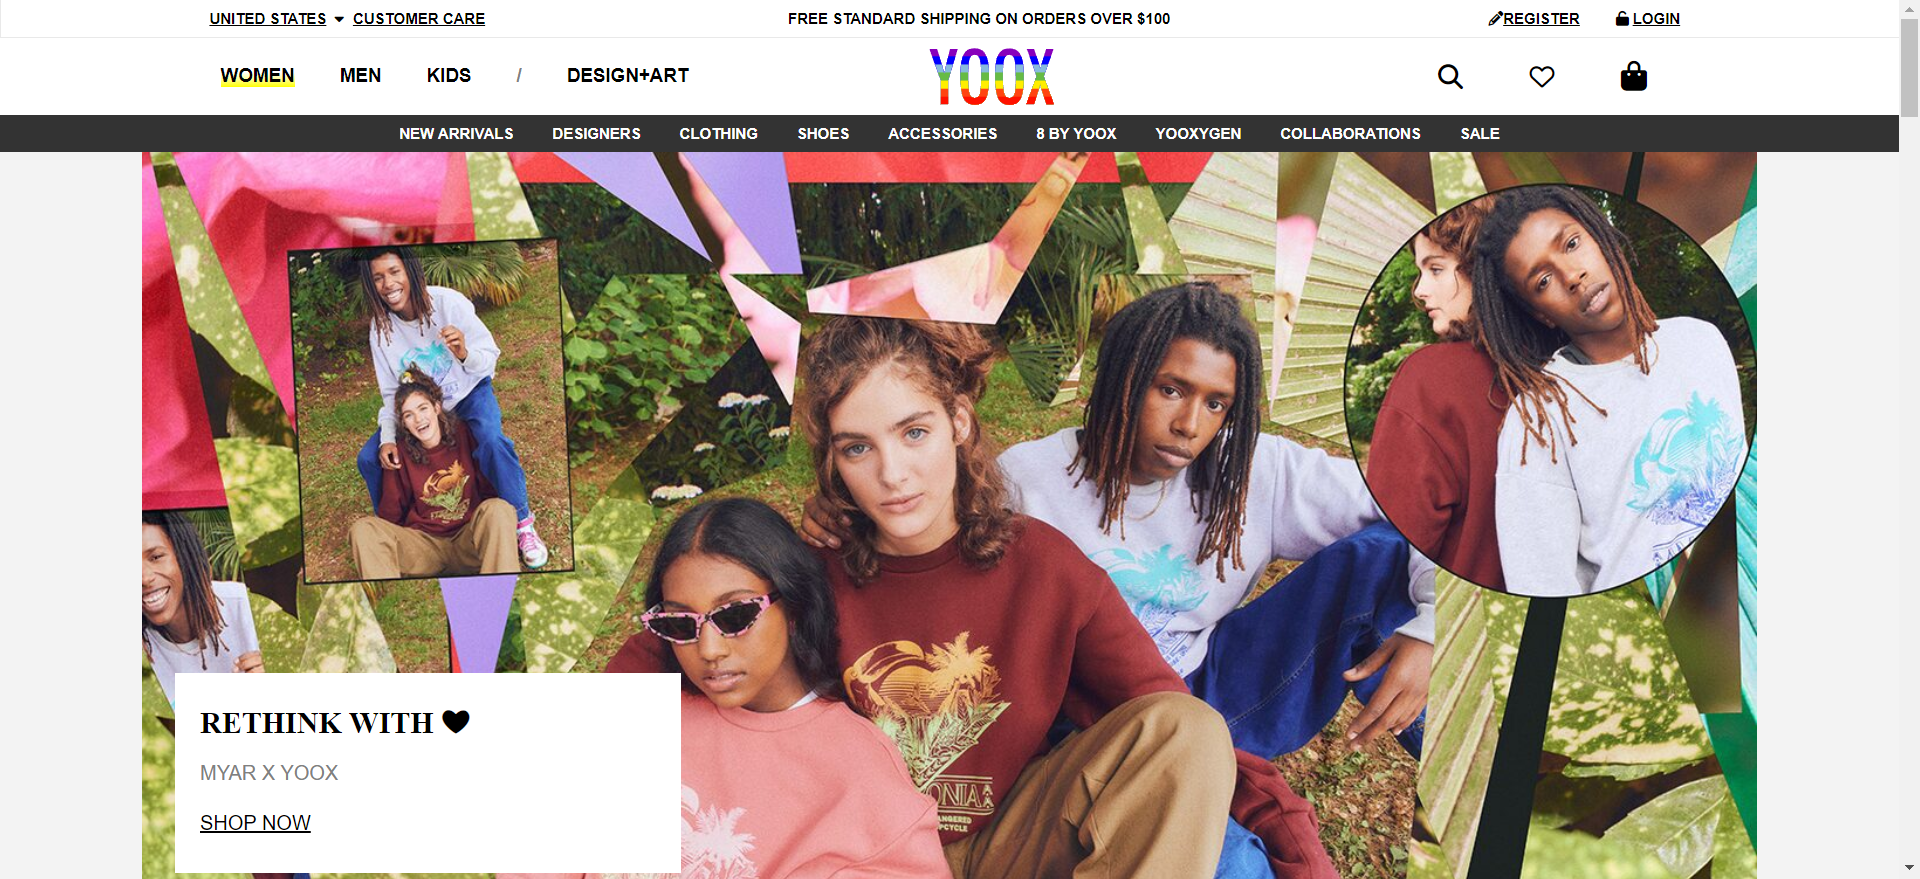 UNITED STATES CUSTOMER CARE
FREE STANDARD SHIPPING ON ORDERS OVER $100
REGISTER LOGIN
WOMEN MEN KIDS / DESIGN+ART
YOOX
NEW ARRIVALS DESIGNERS CLOTHING SHOES ACCESSORIES 8 BY YOOX YOOXYGEN COLLABORATIONS SALE
RETHINK WITH
MYAR X YOOX
SHOP NOW